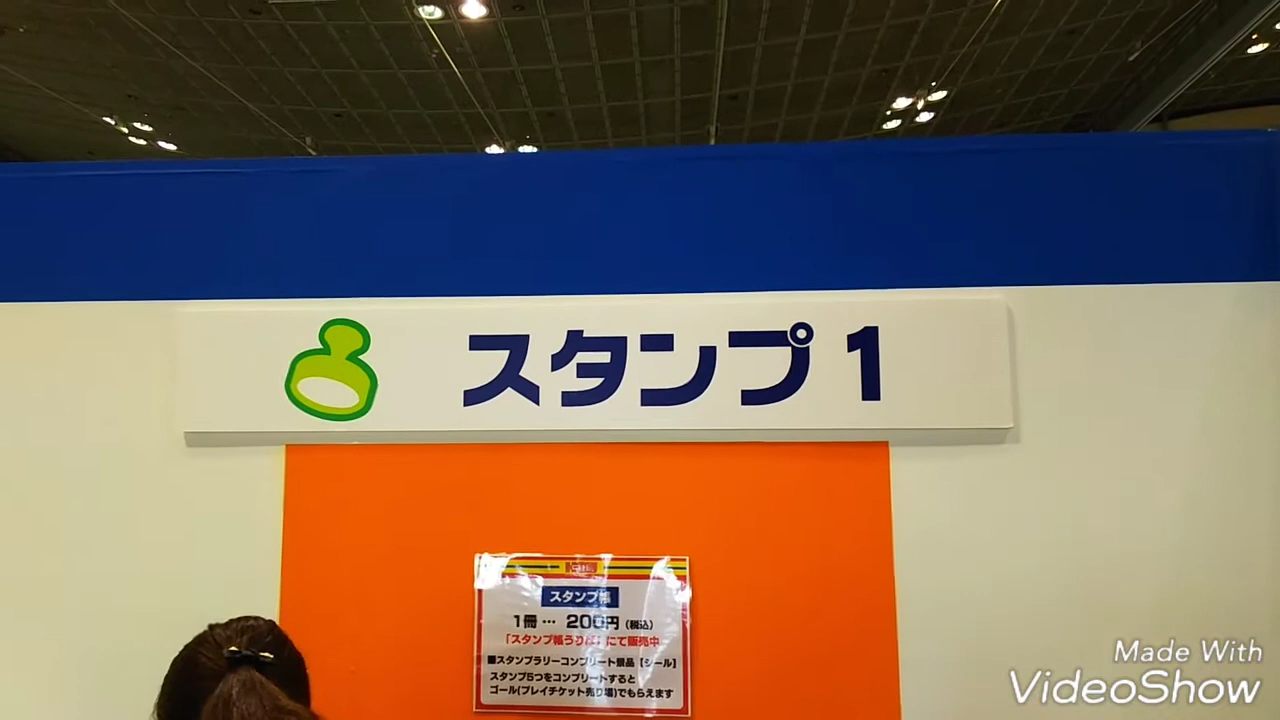 スタンプ 1
スタンプ帳
1冊… 200円 (税込)
「スタンプ帳うりば」にて販売中
■スタンプラリーコンプリート景品【シール】
スタンプ5つをコンプリートすると
ゴール(プレイチケット売り場)でもらえます
Made With
VideoShow